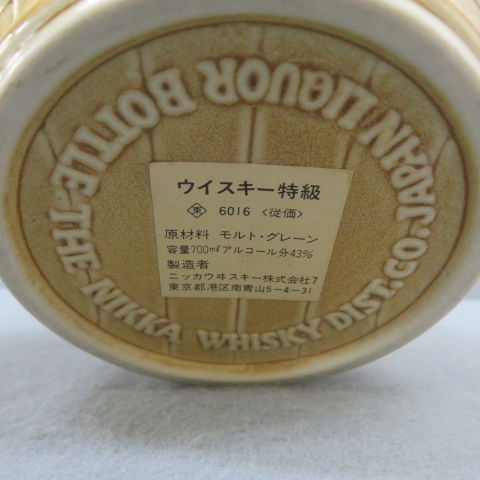 LIQUOR BOTTLE. THE NIKKA WHISKY DIST. CO. JAPAN
ウイスキー特級
実 6016 <従価>
原材料 モルト・グレーン
容量700mlアルコール分43%
製造者
ニッカウヰスキー株式会社7
東京都港区南青山5-4-31